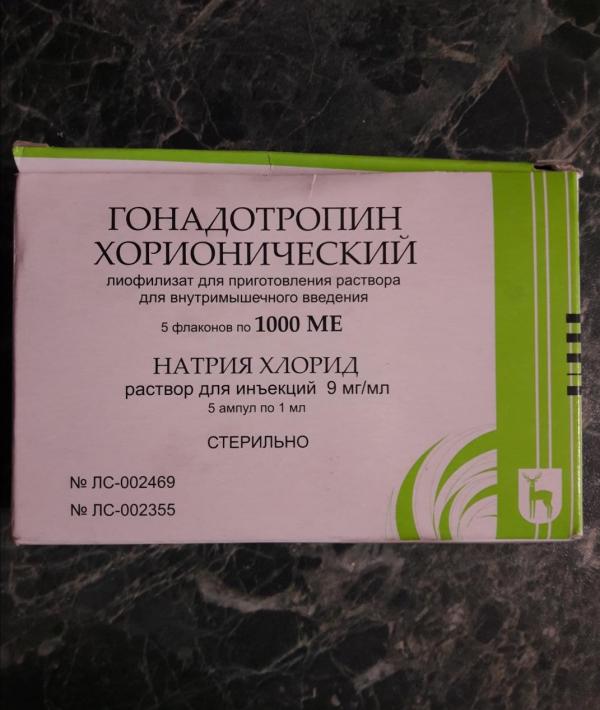 ГОНАДОТРОПИН
ХОРИОНИЧЕСКИЙ
лиофилизат для приготовления раствора
для внутримышечного введения
5 флаконов по 1000 МЕ
НАТРИЯ ХЛОРИД
раствор для инъекций 9 мг/мл
5 ампул по 1 мл
СТЕРИЛЬНО
№ ЛС-002469
№ ЛС-002355